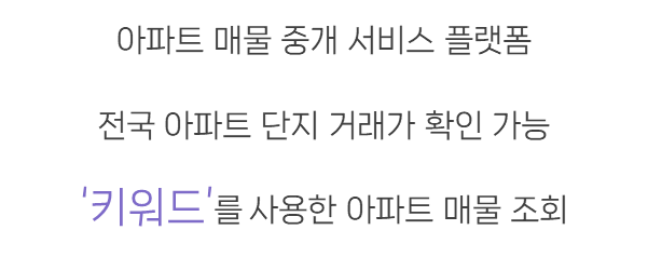 아파트 매물 중개 서비스 플랫폼
전국 아파트 단지 거래가 확인 가능
'키워드'를 사용한 아파트 매물 조회